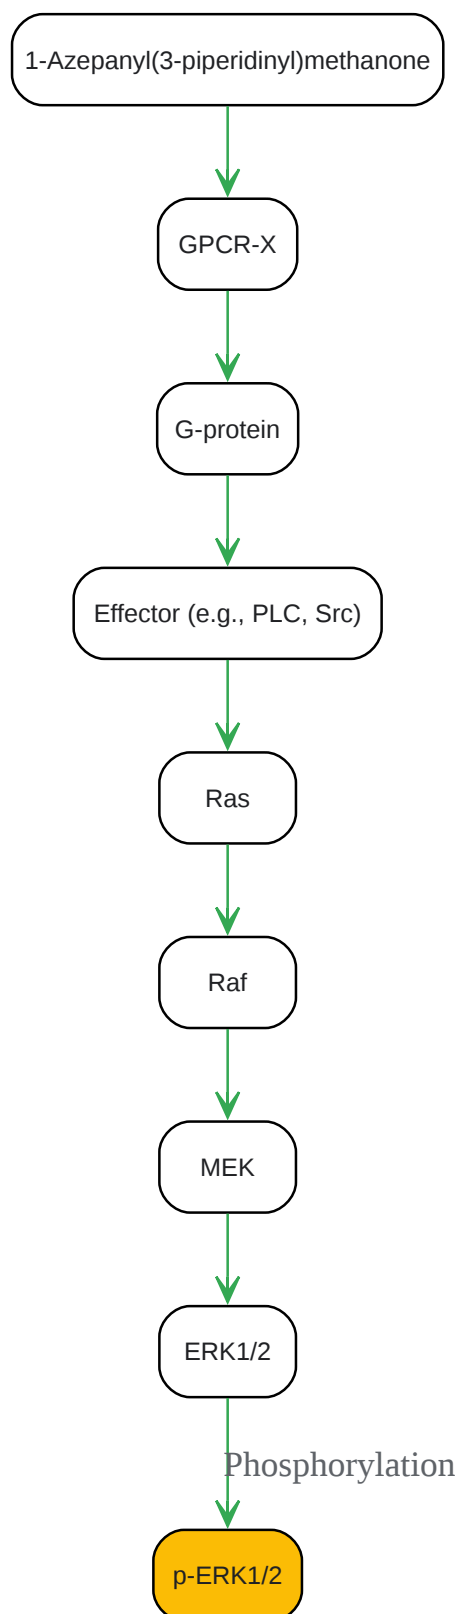 1-Azepanyl(3-piperidinyl)methanone
GPCR-X
G-protein
Effector (e.g., PLC, Src)
Ras
Raf
MEK
ERK1/2
Phosphorylation
p-ERK1/2